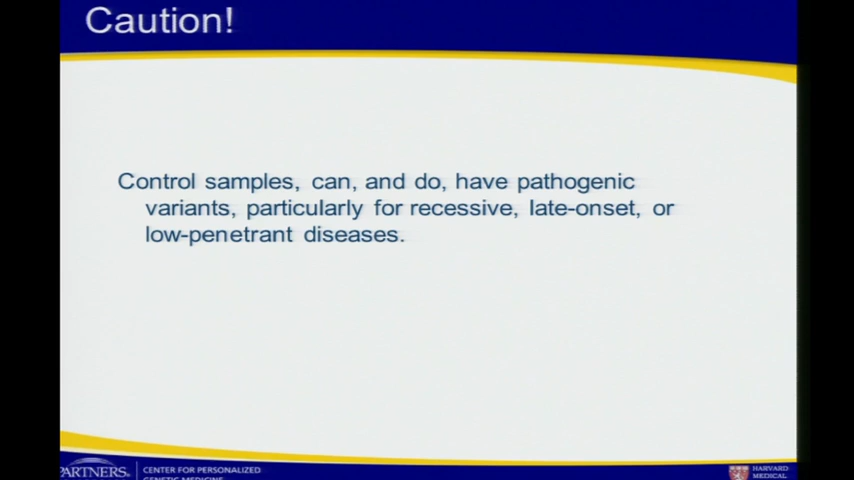 Caution!
Control samples, can, and do, have pathogenic
variants, particularly for recessive, late-onset, or
low-penetrant diseases.
PARTNERS.
CENTER FOR PERSONALIZED
GENETIC MEDICINE
HARVARD
MEDICAL